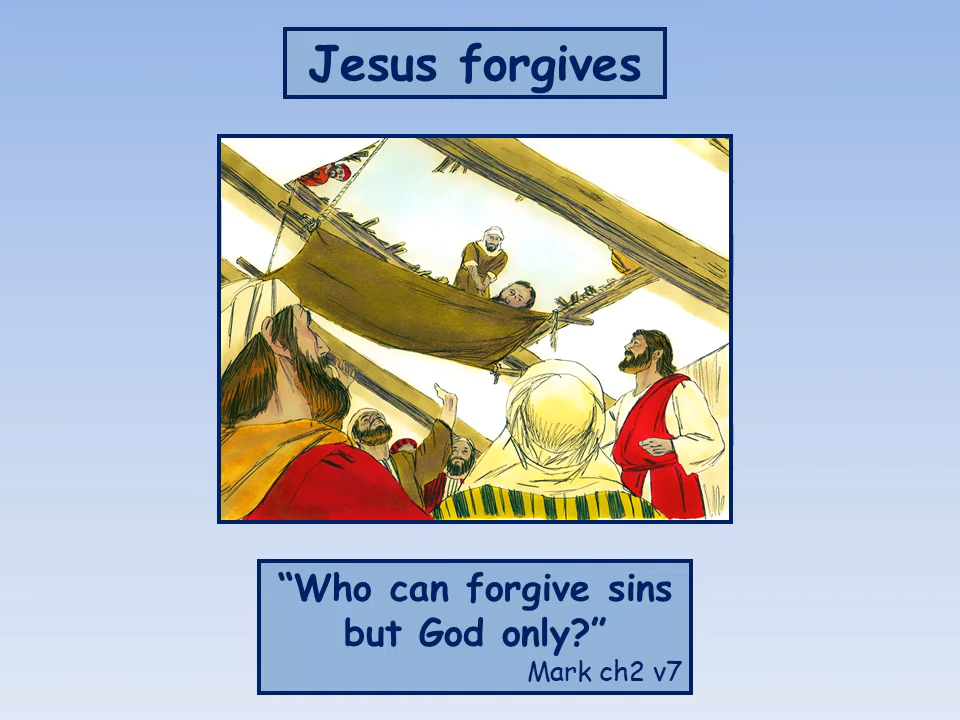 Jesus forgives
“Who can forgive sins
but God only?”
Mark ch2 v7